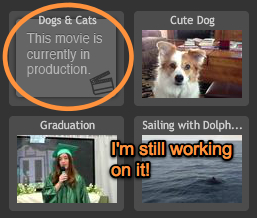 Dogs & Cats
Cute Dog
This movie is
currently in
production.
Graduation
Sailing with Dolph...
I'm still working
on it!